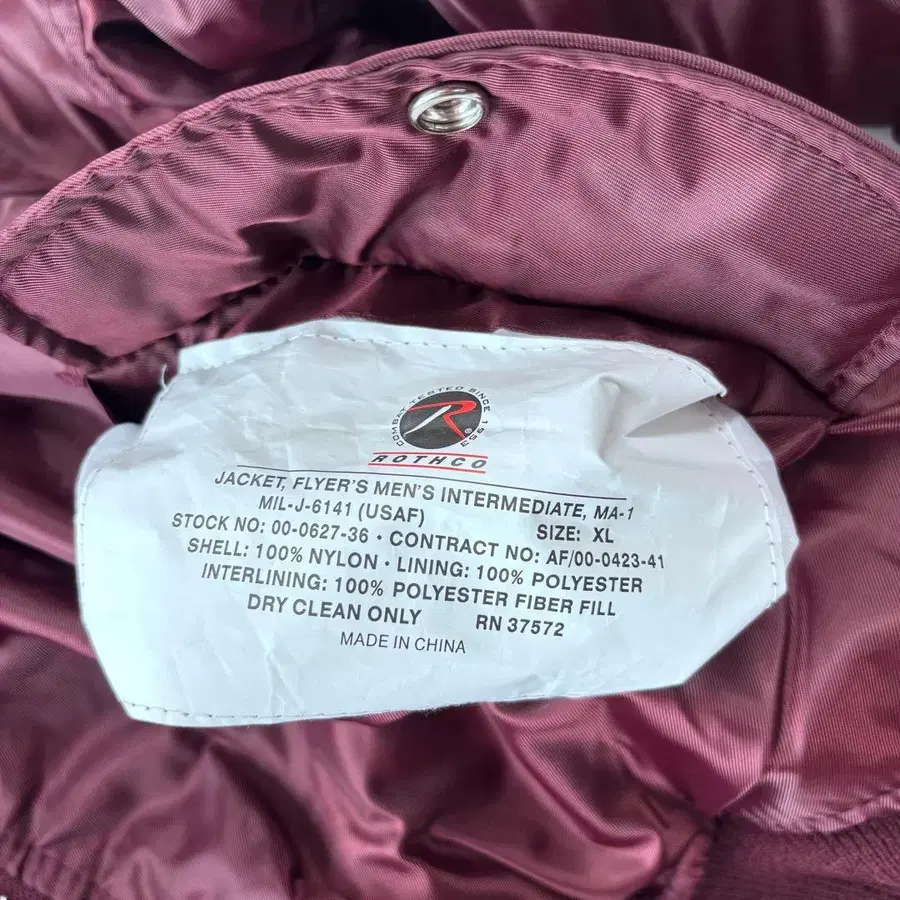 COMBAT TESTED SINCE 1953
R®
ROTHCO
JACKET, FLYER'S MEN'S INTERMEDIATE, MA-1
MIL-J-6141 (USAF) SIZE: XL
STOCK NO: 00-0627-36 • CONTRACT NO: AF/00-0423-41
SHELL: 100% NYLON • LINING: 100% POLYESTER
INTERLINING: 100% POLYESTER FIBER FILL
DRY CLEAN ONLY RN 37572
MADE IN CHINA